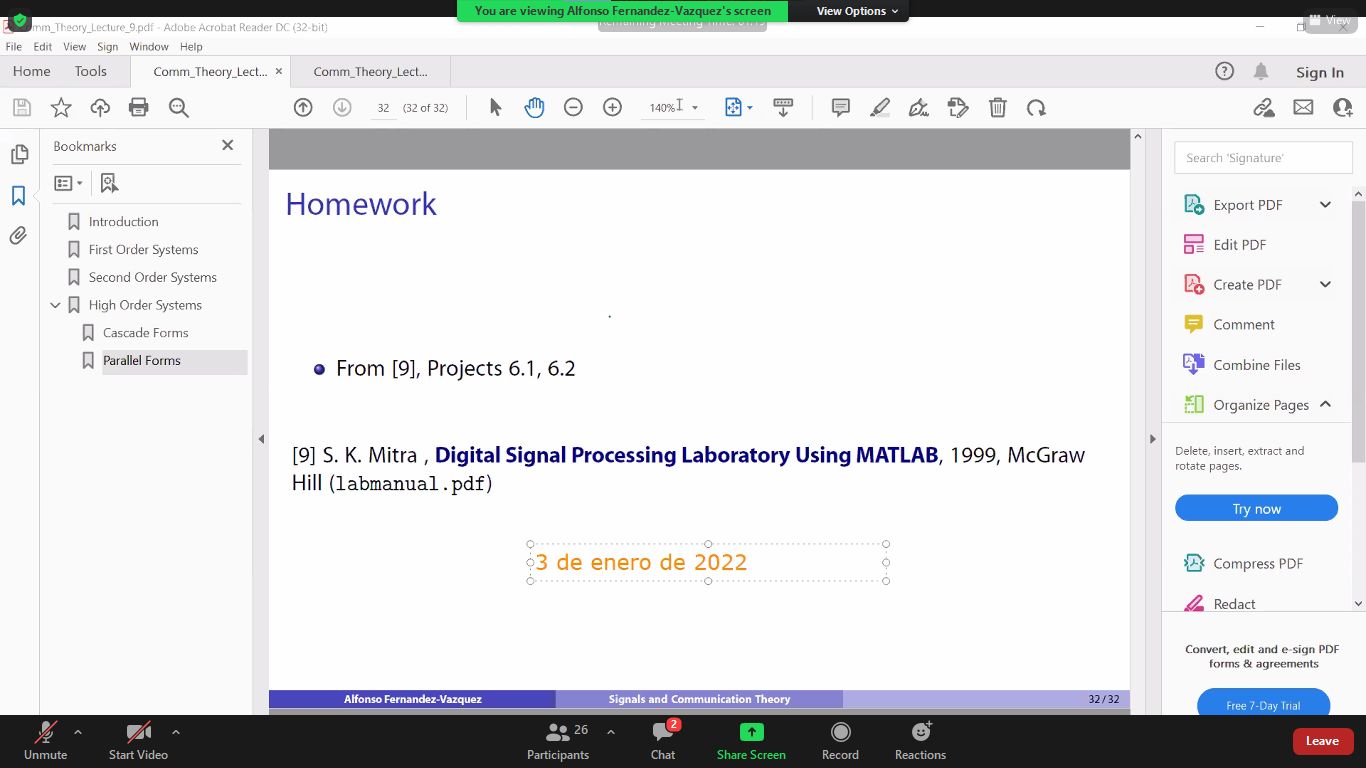 You are viewing Alfonso Fernandez-Vazquez's screen
View Options
View
Comm_Theory_Lecture_9.pdf - Adobe Acrobat Reader DC (32-bit)
File Edit View Sign Window Help
Home Tools Comm_Theory_Lect... × Comm_Theory_Lect... Sign In
32 (32 of 32) 140%
Bookmarks
Introduction
First Order Systems
Second Order Systems
High Order Systems
Cascade Forms
Parallel Forms
Homework
From [9], Projects 6.1, 6.2
[9] S. K. Mitra , Digital Signal Processing Laboratory Using MATLAB, 1999, McGraw
Hill (labmanual.pdf)
3 de enero de 2022
Alfonso Fernandez-Vazquez Signals and Communication Theory 32/32
Search 'Signature'
Export PDF
Edit PDF
Create PDF
Comment
Combine Files
Organize Pages
Delete, insert, extract and
rotate pages.
Try now
Compress PDF
Redact
Convert, edit and e-sign PDF
forms & agreements
Free 7-Day Trial
26 2
Unmute Start Video Participants Chat Share Screen Record Reactions Leave